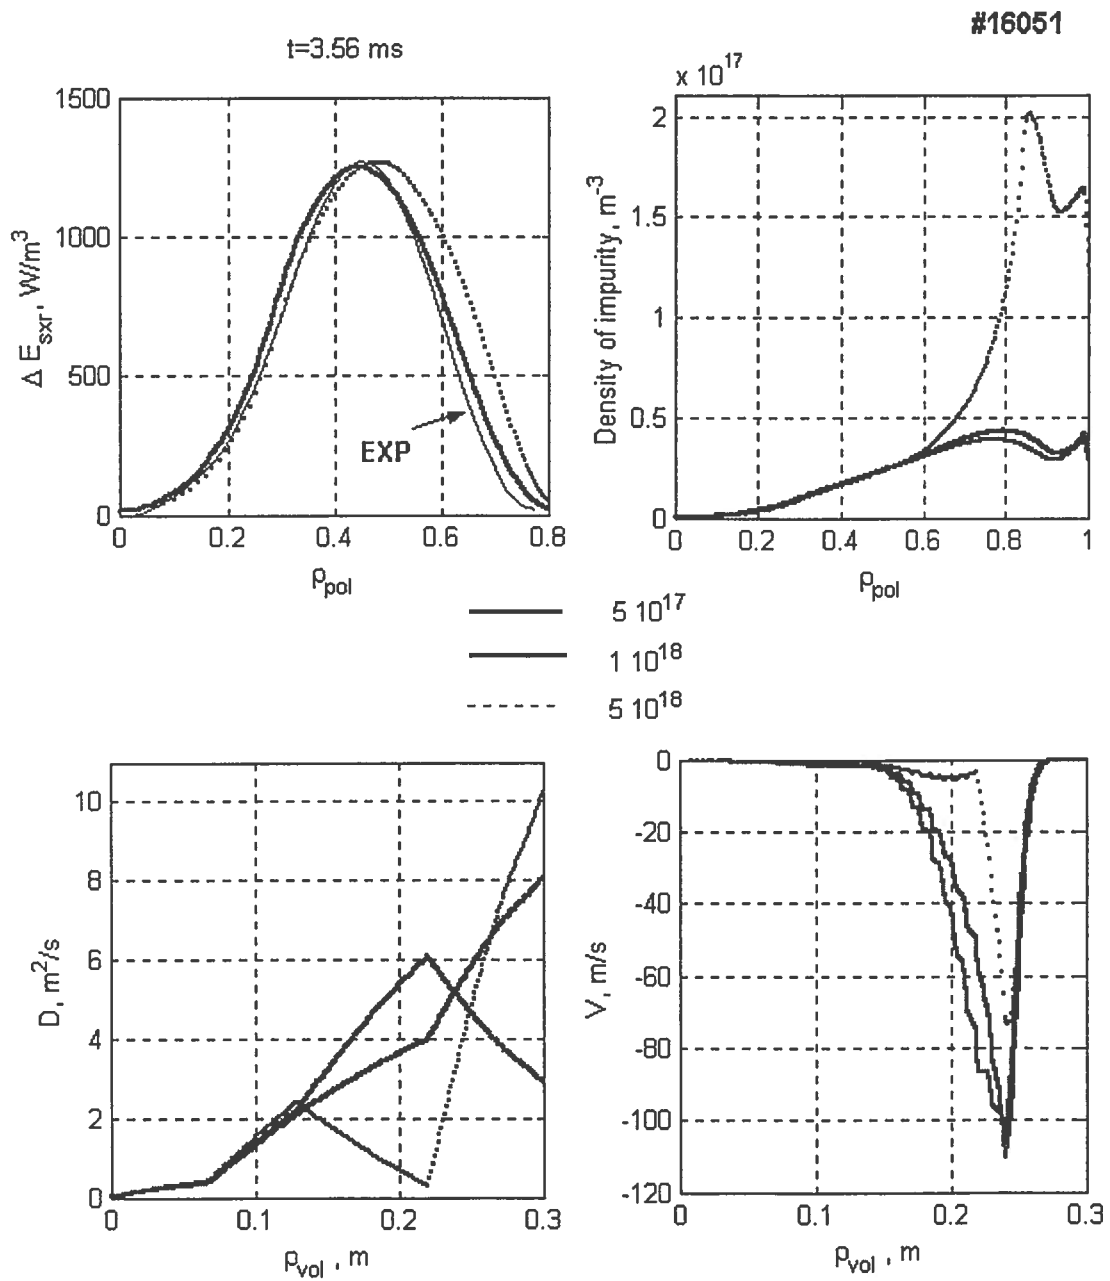 #16051
t=3.56 ms
x 10^17
Δ E_sxr, W/m^3
1500
1000
500
0
EXP
0 0.2 0.4 0.6 0.8
ρ_pol
Density of impurity, m^-3
2
1.5
1
0.5
0
0 0.2 0.4 0.6 0.8 1
ρ_pol
5 10^17
1 10^18
5 10^18
D, m^2/s
10
8
6
4
2
0
0 0.1 0.2 0.3
ρ_vol , m
V, m/s
0
-20
-40
-60
-80
-100
-120
0 0.1 0.2 0.3
ρ_vol , m